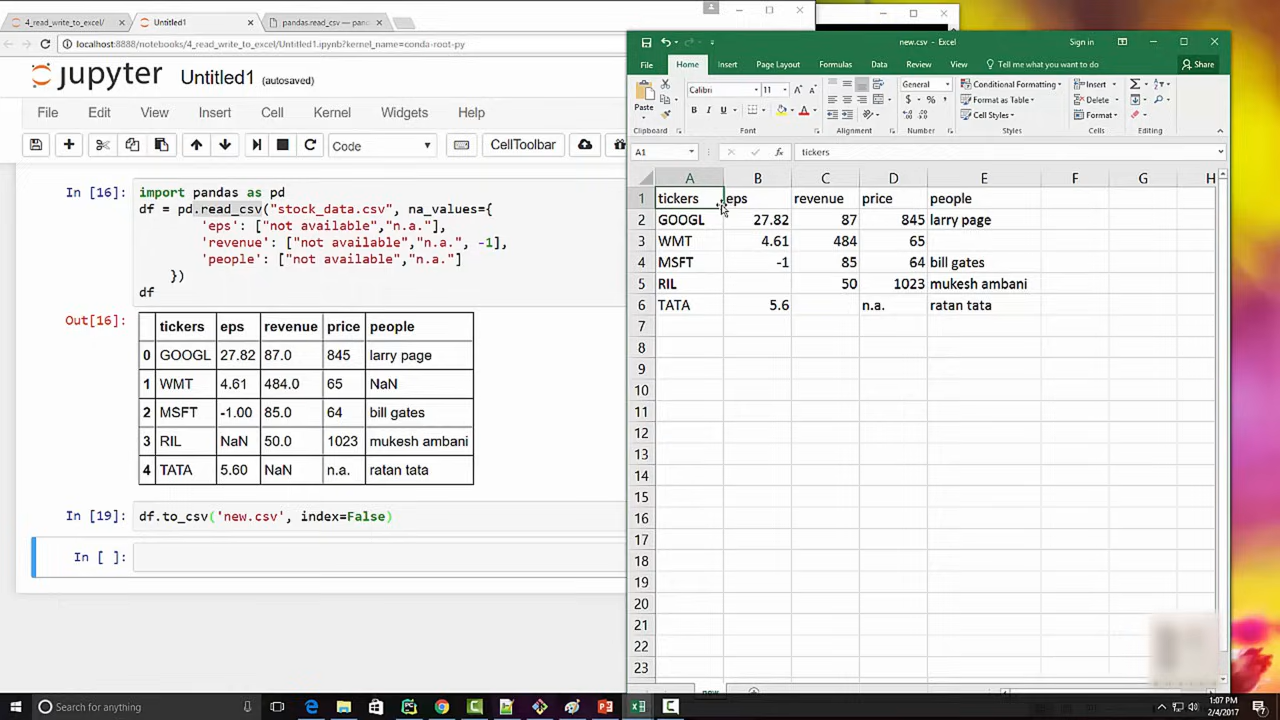 4_read_write_to_excel/
Untitled1
pandas.read_csv — pand
localhost:8888/notebooks/4_read_write_to_excel/Untitled1.ipynb?kernel_name=conda-root-py
jupyter Untitled1 (autosaved)
File Edit View Insert Cell Kernel Widgets Help
Code CellToolbar
In [16]: import pandas as pd
df = pd.read_csv("stock_data.csv", na_values={
'eps': ["not available","n.a."],
'revenue': ["not available","n.a.", -1],
'people': ["not available","n.a."]
})
df
Out[16]:
tickers eps revenue price people
0 GOOGL 27.82 87.0 845 larry page
1 WMT 4.61 484.0 65 NaN
2 MSFT -1.00 85.0 64 bill gates
3 RIL NaN 50.0 1023 mukesh ambani
4 TATA 5.60 NaN n.a. ratan tata
In [19]: df.to_csv('new.csv', index=False)
In [ ]:
new.csv - Excel
Sign in
File Home Insert Page Layout Formulas Data Review View Tell me what you want to do Share
Paste
Calibri 11
B I U
General
$ % ,
Conditional Formatting
Format as Table
Cell Styles
Insert
Delete
Format
Clipboard Font Alignment Number Styles Cells Editing
A1 fx tickers
A B C D E F G H
1 tickers eps revenue price people
2 GOOGL 27.82 87 845 larry page
3 WMT 4.61 484 65
4 MSFT -1 85 64 bill gates
5 RIL 50 1023 mukesh ambani
6 TATA 5.6 n.a. ratan tata
7
8
9
10
11
12
13
14
15
16
17
18
19
20
21
22
23
new
Search for anything
1:07 PM
2/4/2017